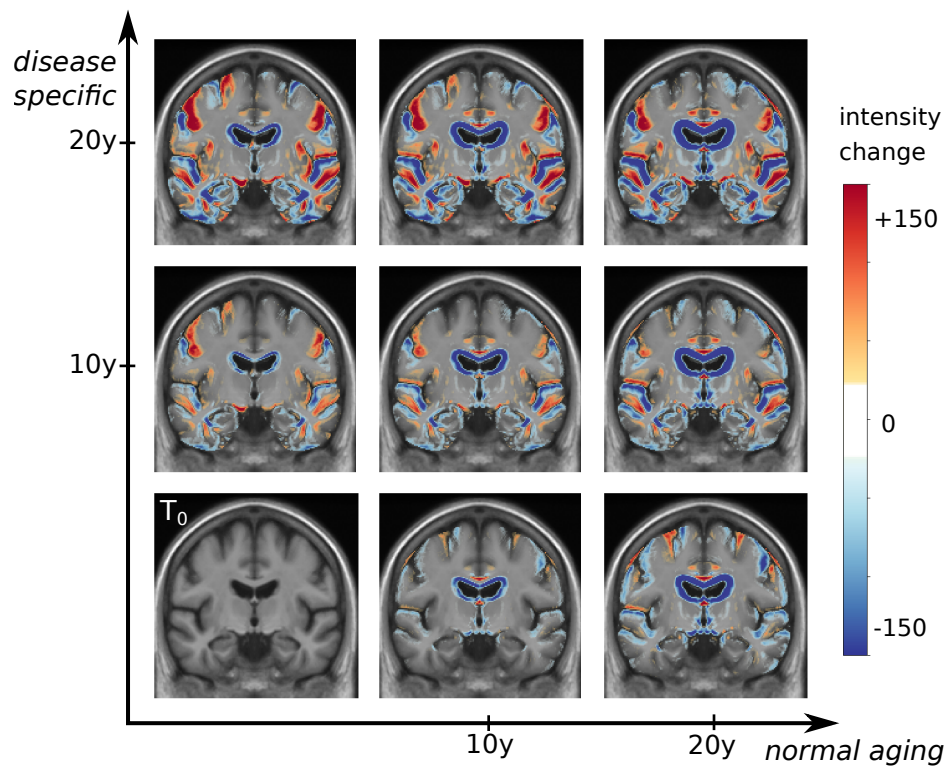 disease
specific
20y
10y
T0
10y
20y
normal aging
intensity
change
+150
0
-150